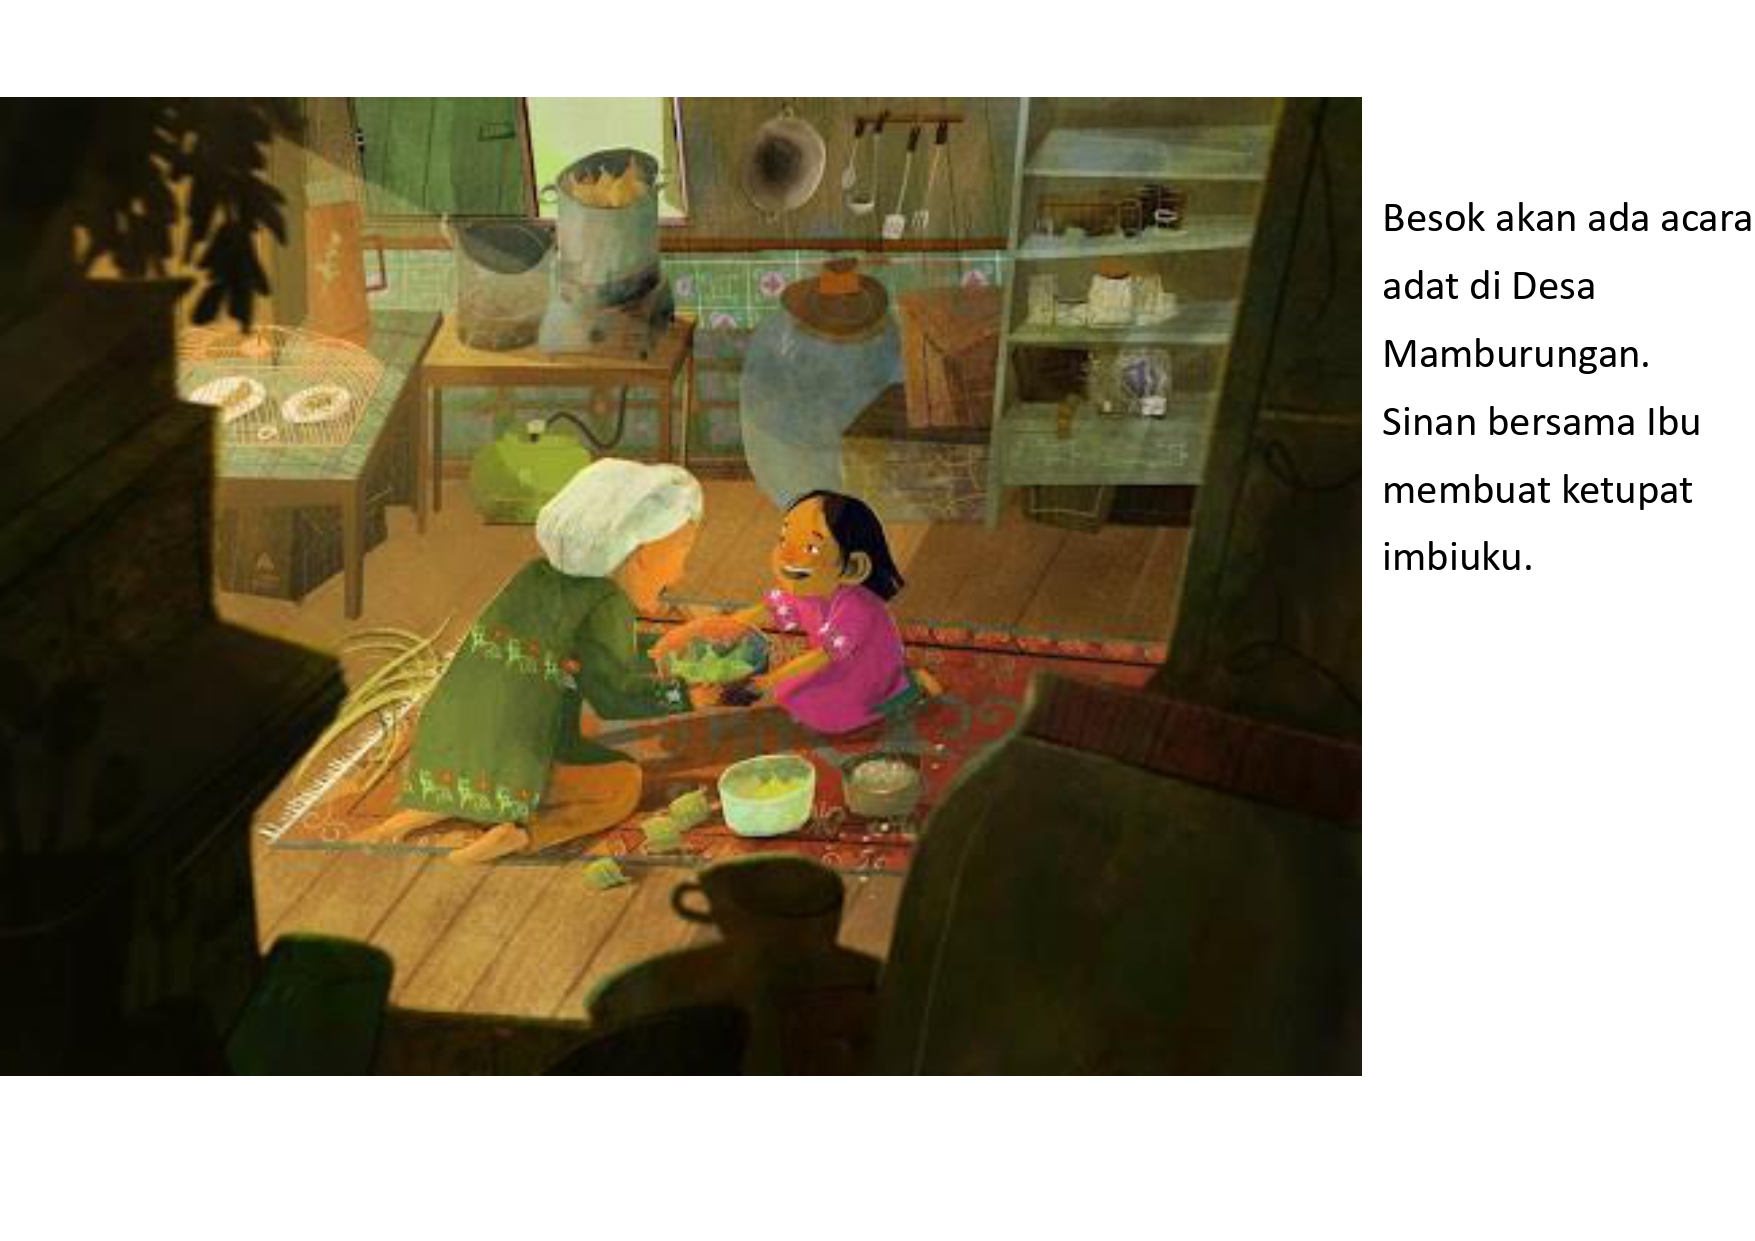 Besok akan ada acara
adat di Desa
Mamburungan.
Sinan bersama Ibu
membuat ketupat
imbiuku.